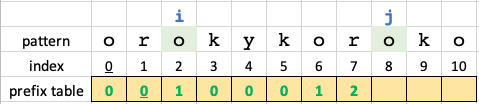 i j
pattern o r o k y k o r o k o
index 0 1 2 3 4 5 6 7 8 9 10
prefix table 0 0 1 0 0 0 1 2